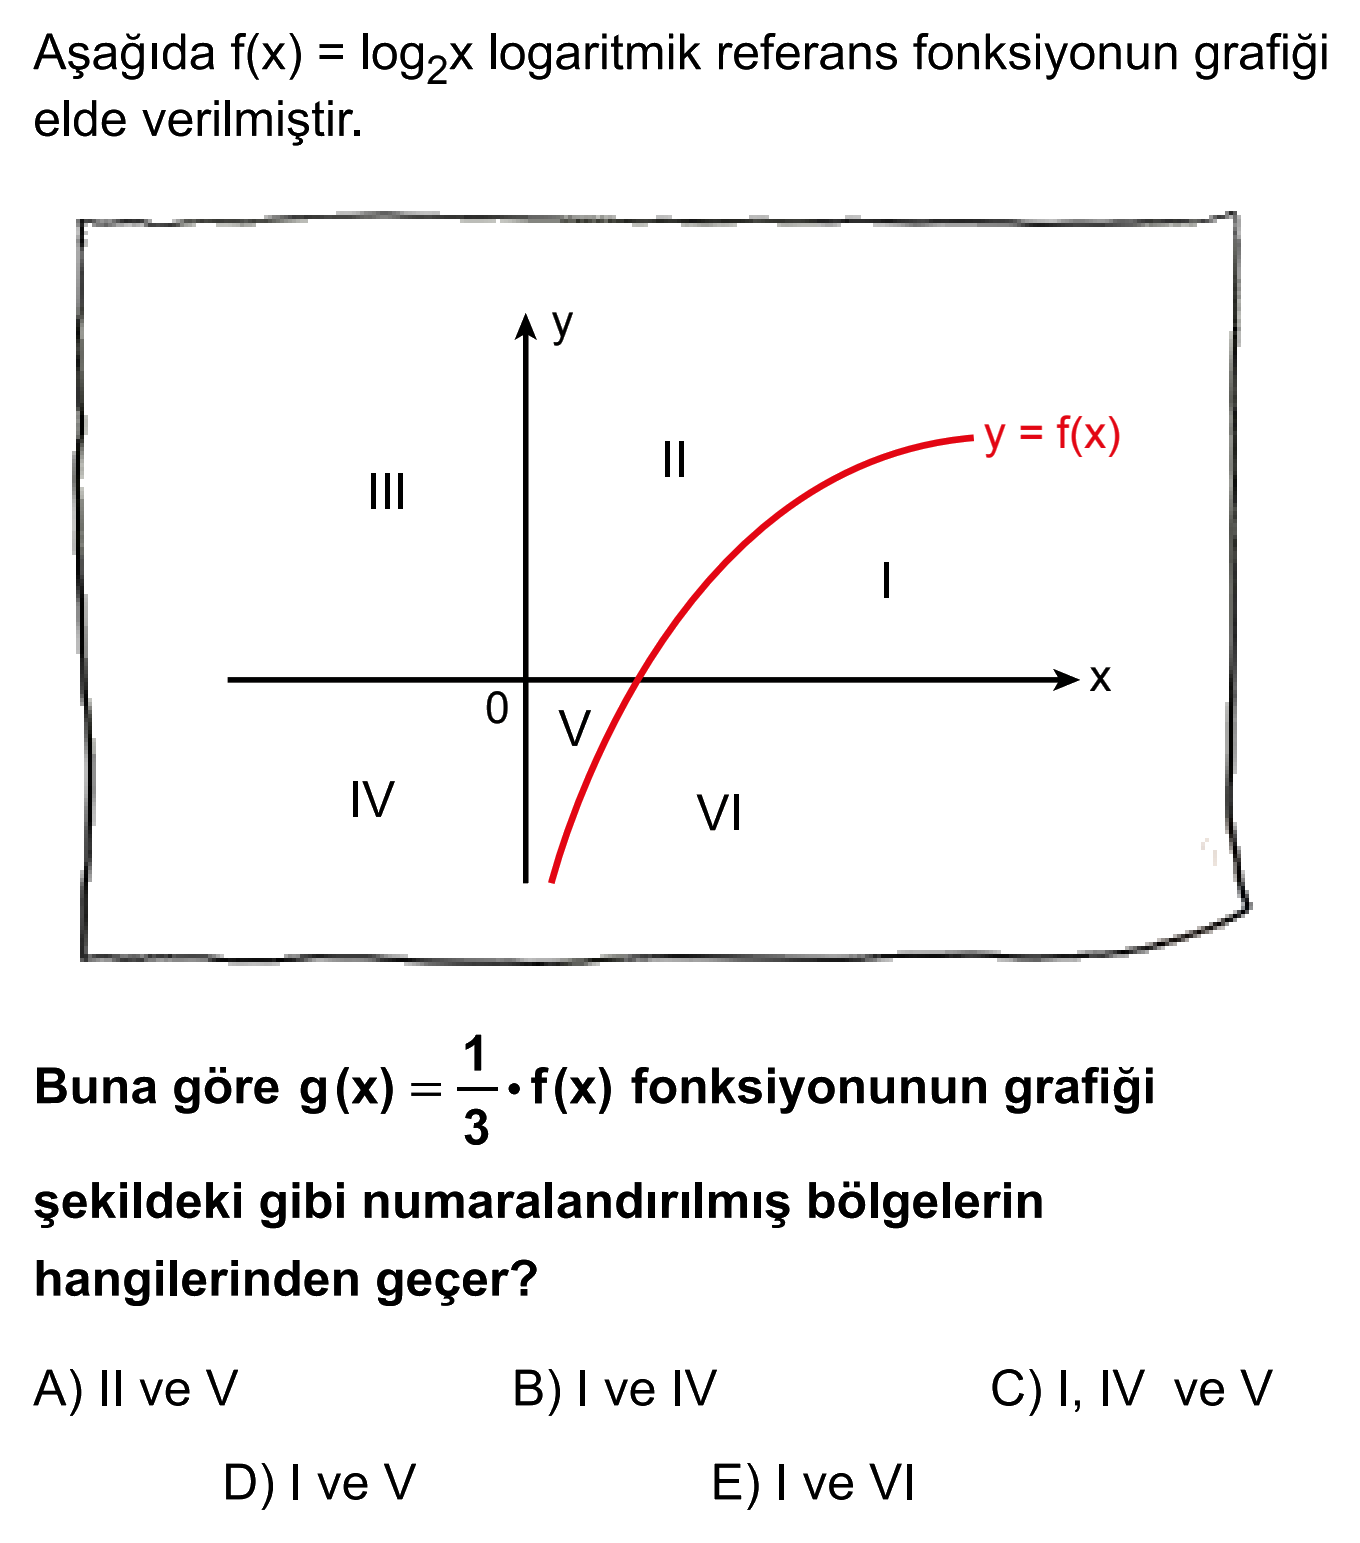 Aşağıda f(x) = log₂x logaritmik referans fonksiyonun grafiği
elde verilmiştir.
y
y = f(x)
II
III
I
x
0
V
IV
VI
Buna göre g(x) = 1/3 • f(x) fonksiyonunun grafiği
şekildeki gibi numaralandırılmış bölgelerin
hangilerinden geçer?
A) II ve V B) I ve IV C) I, IV ve V
D) I ve V E) I ve VI